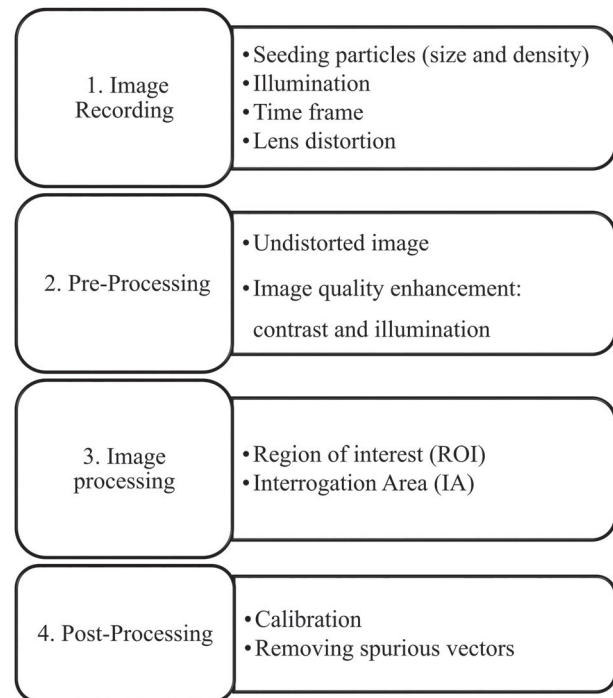 1. Image
Recording
•Seeding particles (size and density)
•Illumination
•Time frame
•Lens distortion
2. Pre-Processing
•Undistorted image
•Image quality enhancement:
contrast and illumination
3. Image
processing
•Region of interest (ROI)
•Interrogation Area (IA)
4. Post-Processing
•Calibration
•Removing spurious vectors